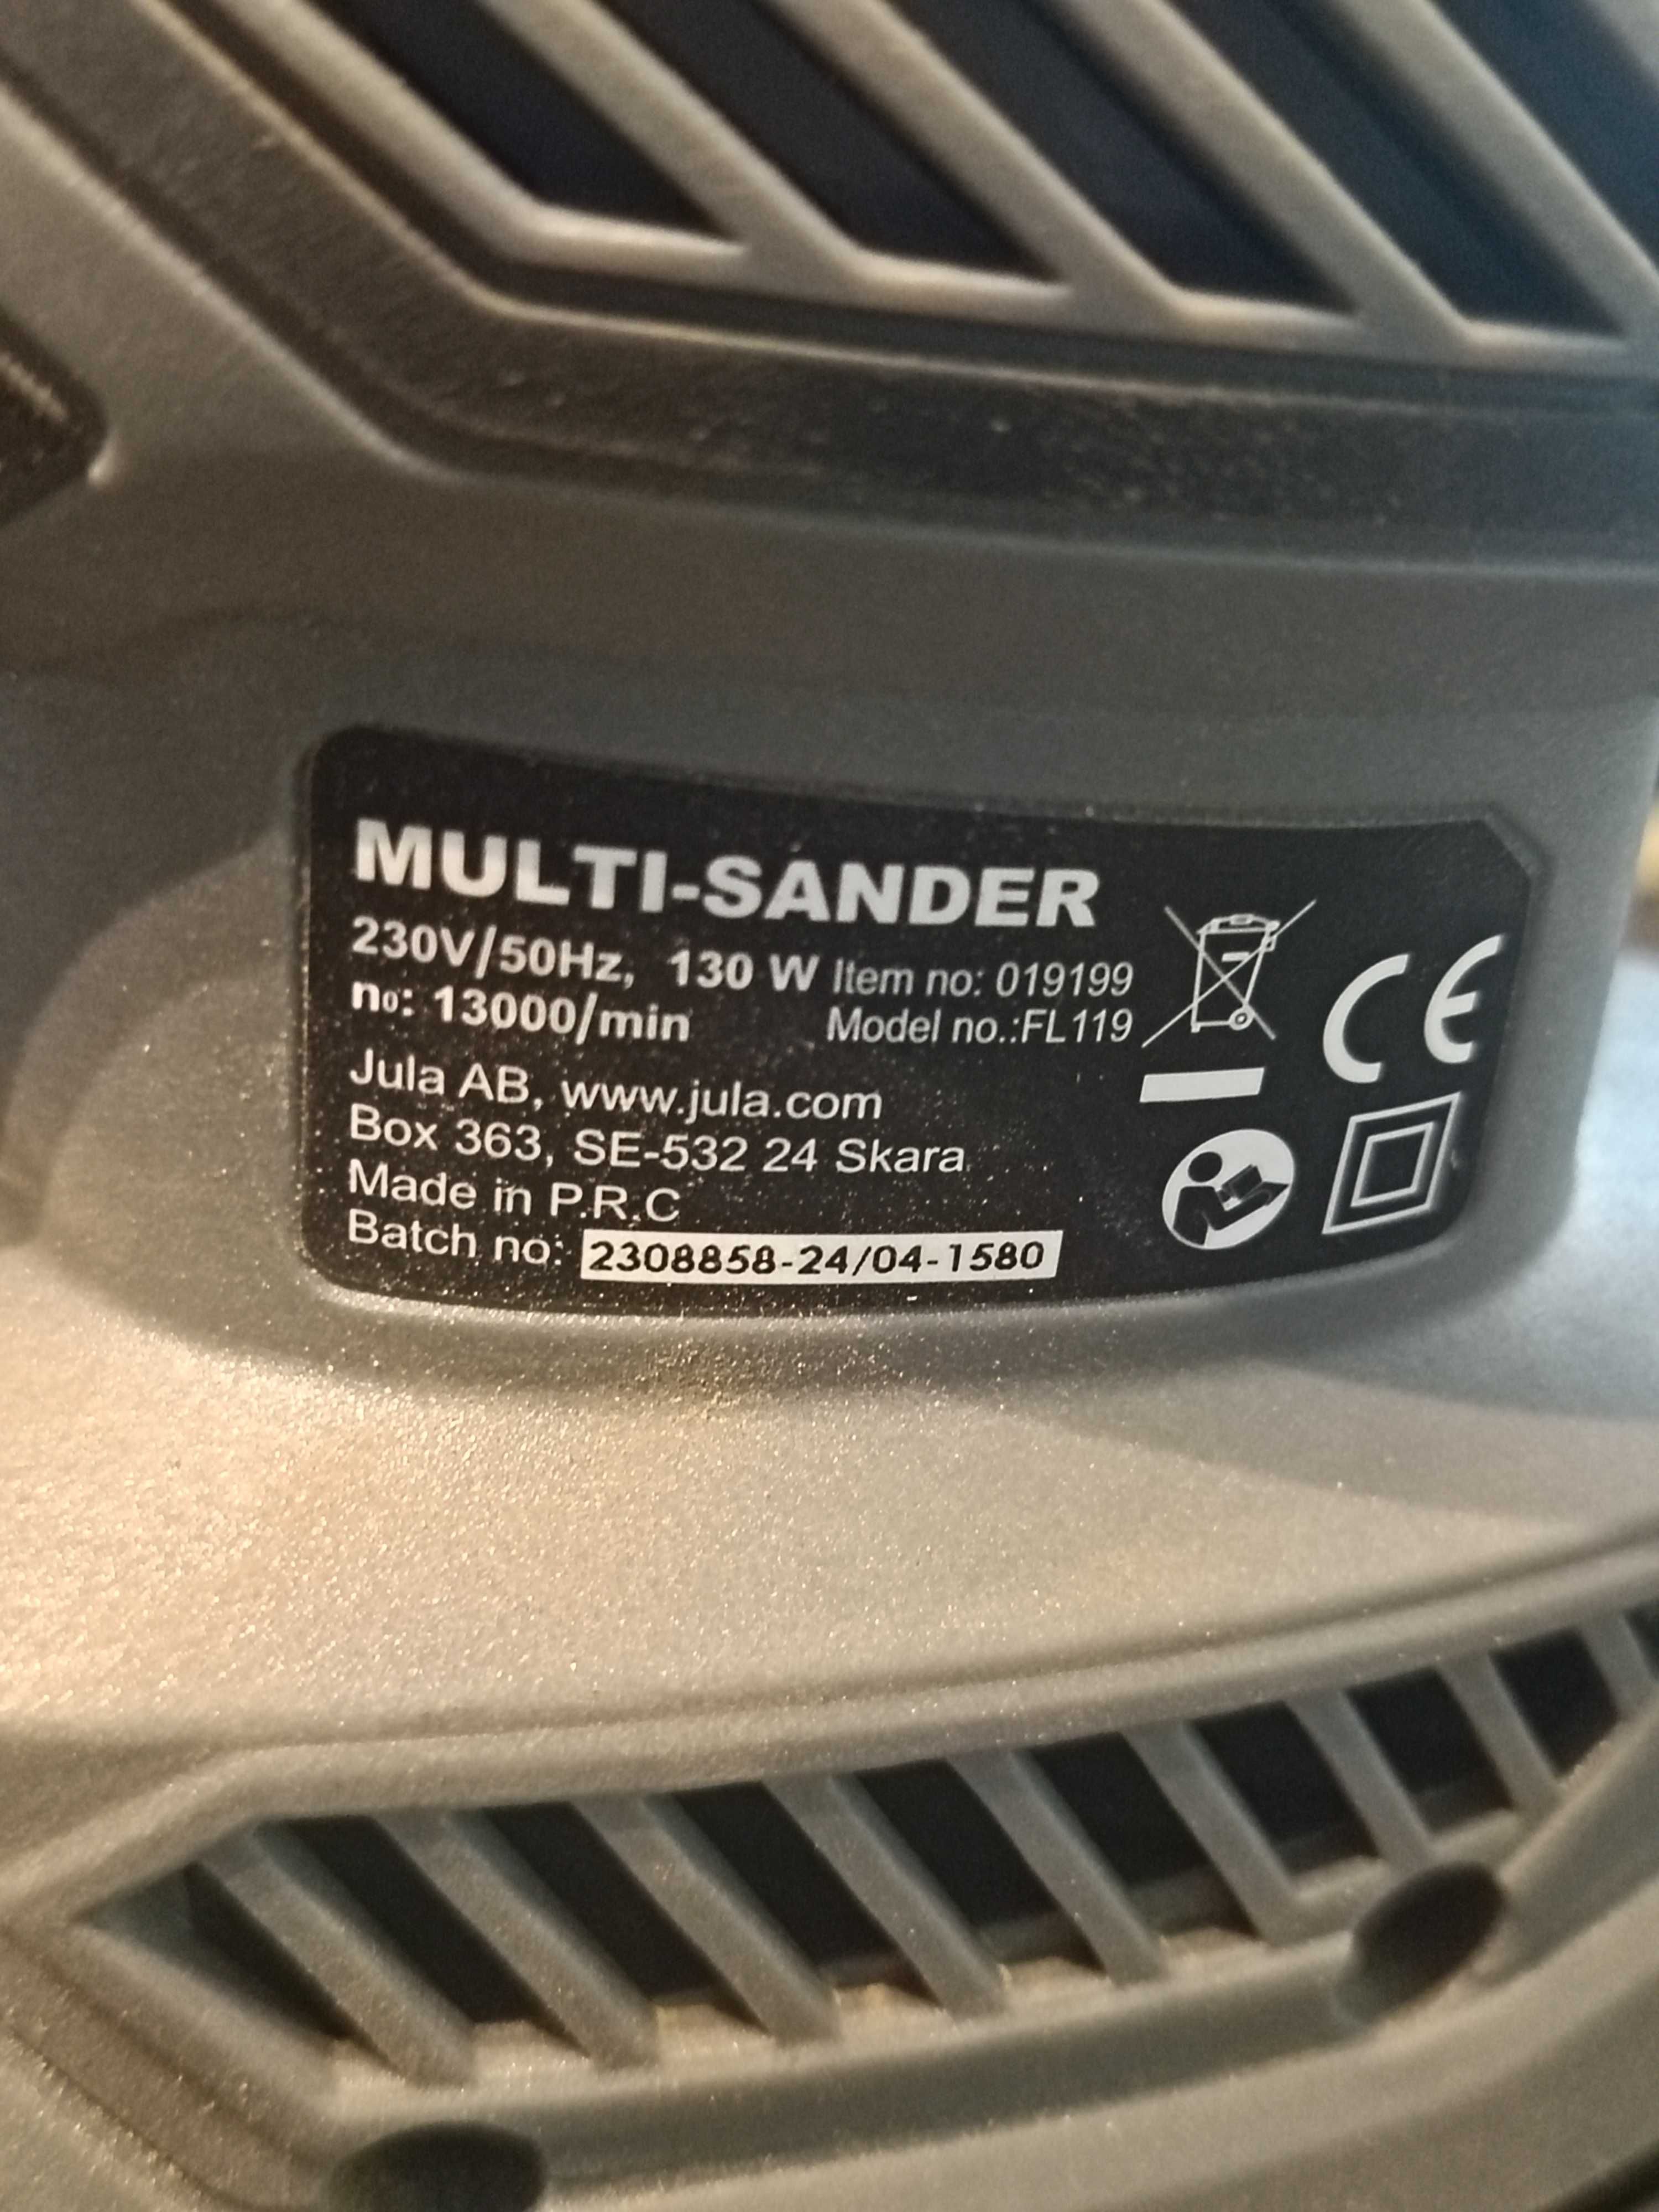 MULTI-SANDER
230V/50Hz, 130 W Item no: 019199
n0: 13000/min Model no.:FL119
Jula AB, www.jula.com
Box 363, SE-532 24 Skara
Made in P.R.C
Batch no: 2308858-24/04-1580
CE